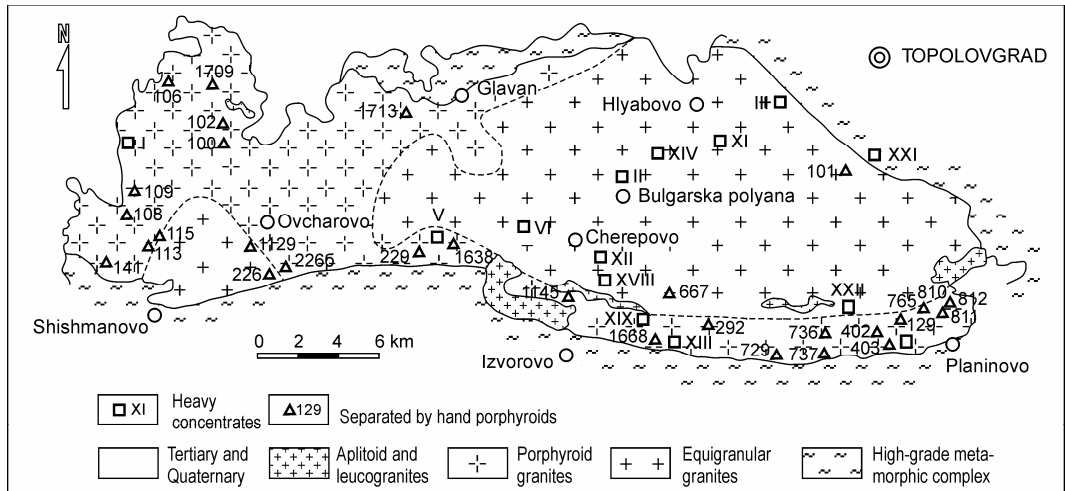 N
TOPOLOVGRAD
1709
106
Glavan
Hlyabovo
III
1713
102
100
I
XI
XIV
XXI
101
109
II
Bulgarska polyana
108
Ovcharovo
V
VI
115
113
1129
Cherepovo
141
226
2266
229
1638
XII
XVIII
667
1145
XXII
765
810
812
811
Shishmanovo
XIX
292
736
402
129
1668
XIII
729
737
403
Planinovo
Izvorovo
0 2 4 6 km
XI
Heavy
concentrates
129
Separated by hand porphyroids
Tertiary and
Quaternary
Aplitoid and
leucogranites
Porphyroid
granites
Equigranular
granites
High-grade meta-
morphic complex